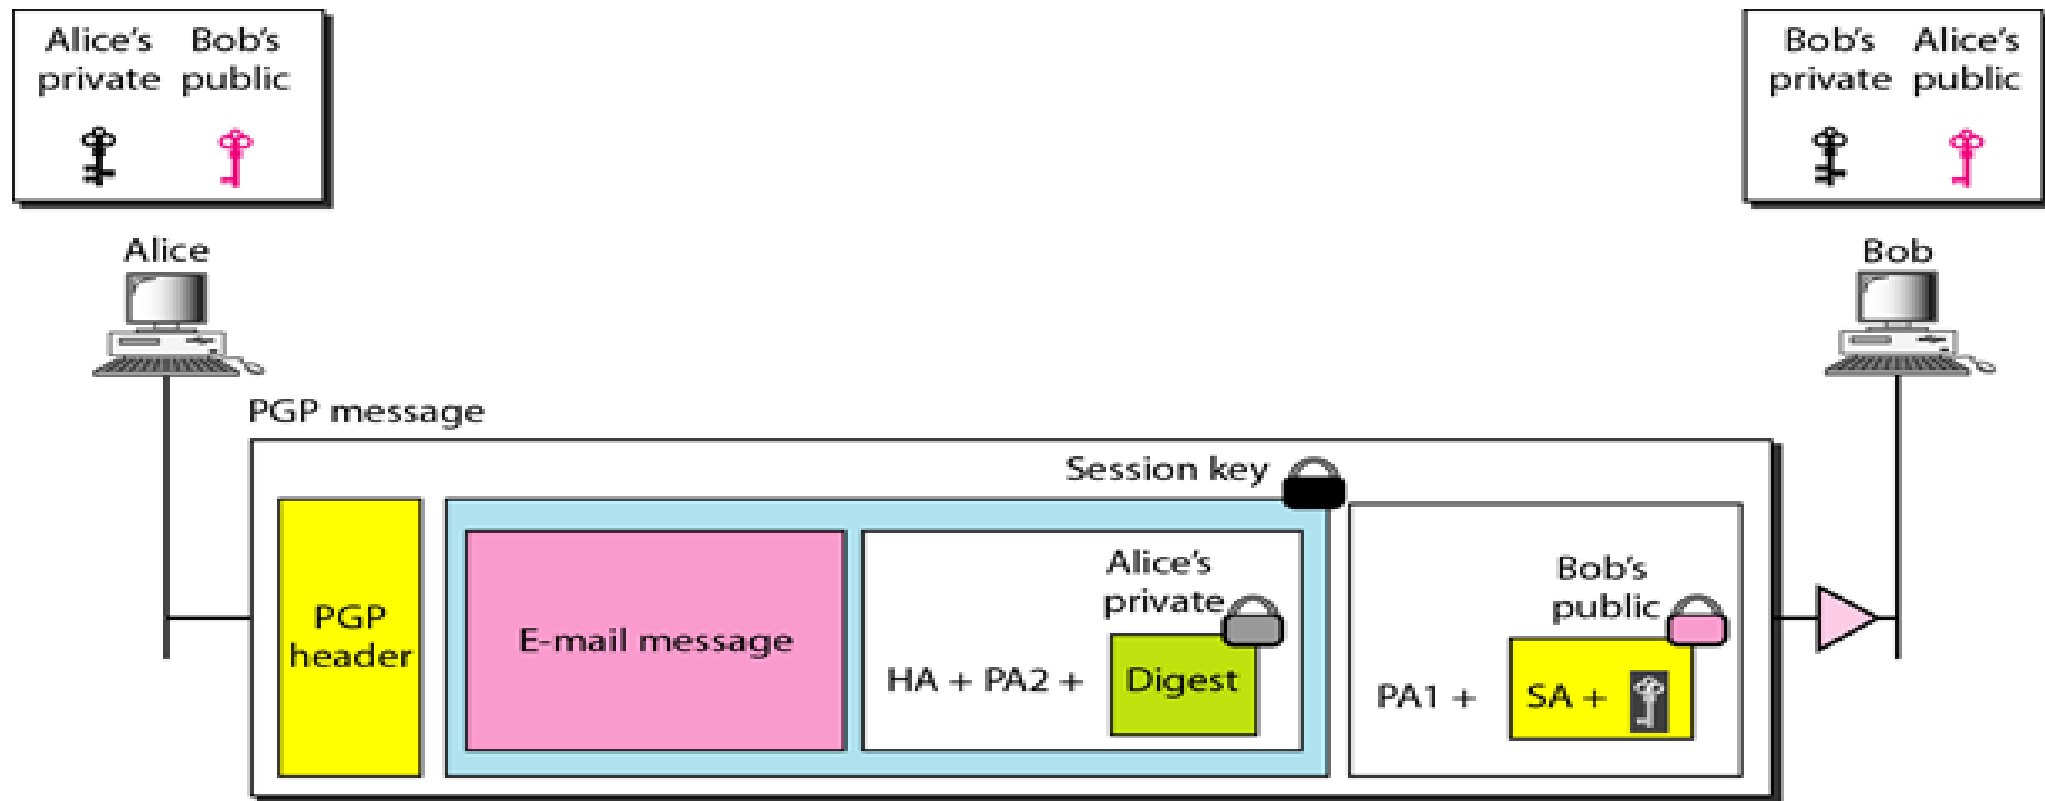 Alice's Bob's
private public
Bob's Alice's
private public
Alice
Bob
PGP message
Session key
PGP
header
E-mail message
Alice's
private
HA + PA2 +
Digest
Bob's
public
PA1 +
SA +